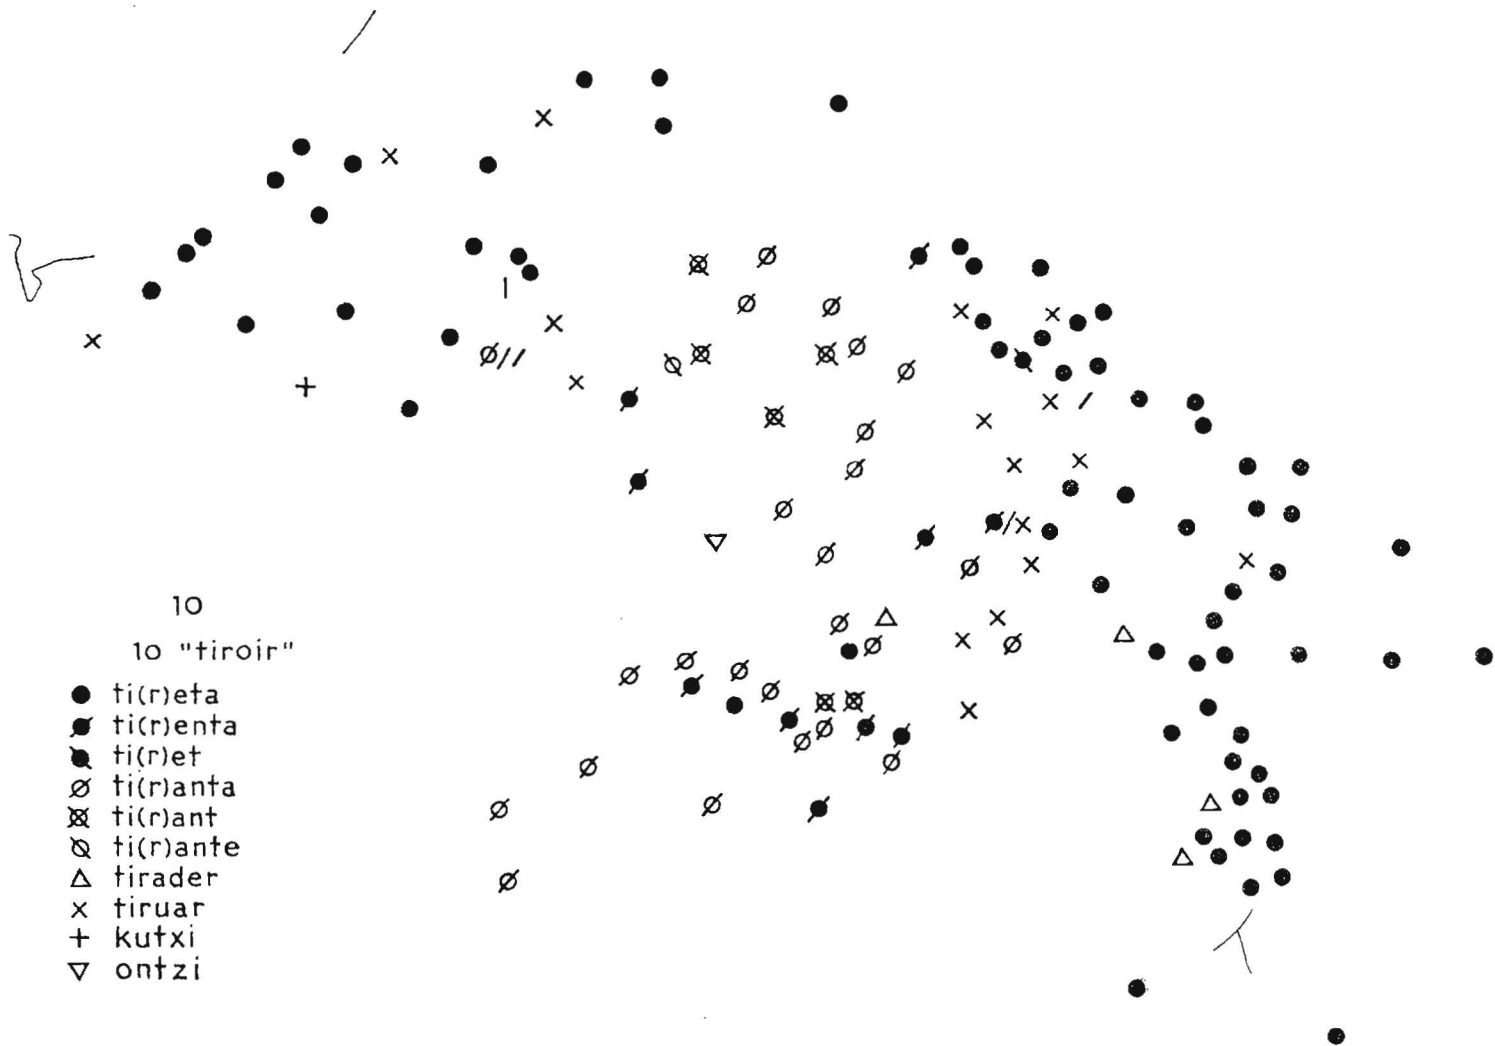 10
10 "tiroir"
ti(r)eta
ti(r)enta
ti(r)et
ti(r)anta
ti(r)ant
ti(r)ante
tirader
tiruar
kutxi
ontzi